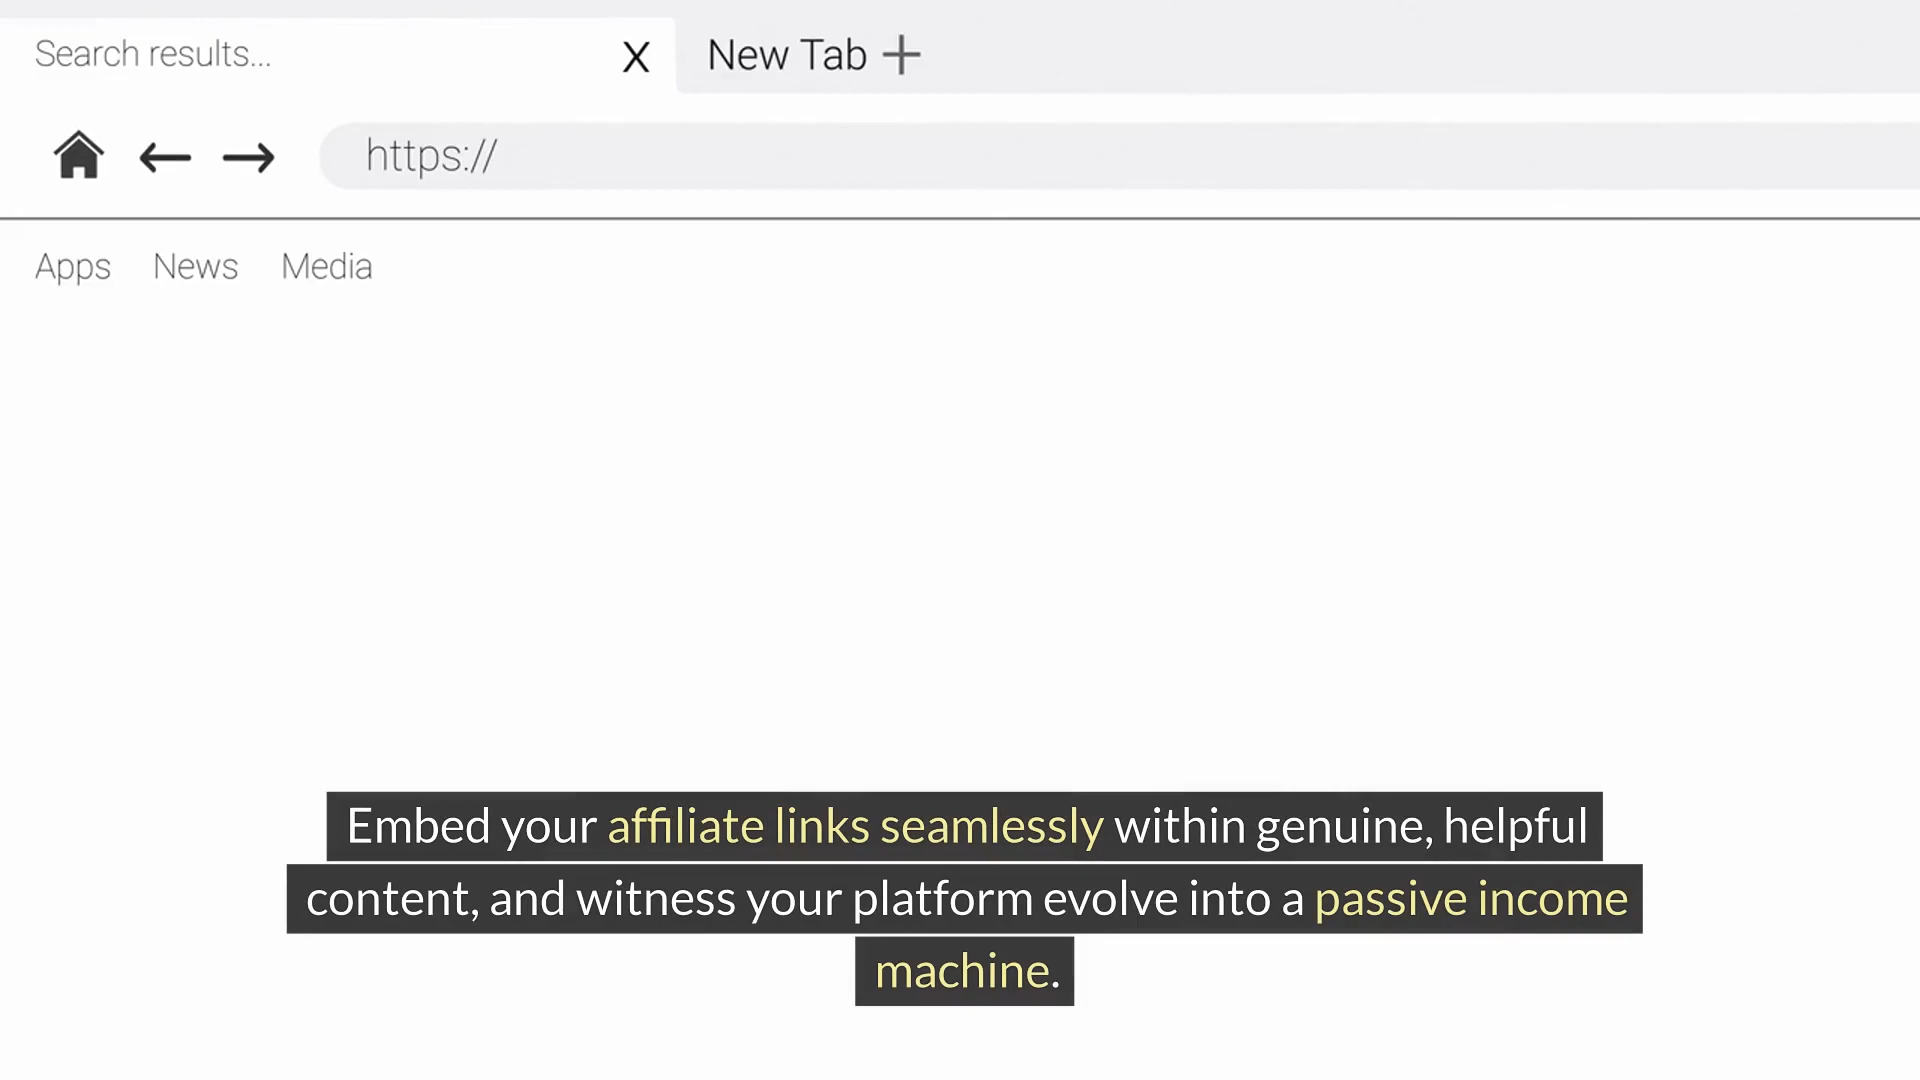 Search results...
X
New Tab +
https://
Apps News Media
Embed your affiliate links seamlessly within genuine, helpful
content, and witness your platform evolve into a passive income
machine.